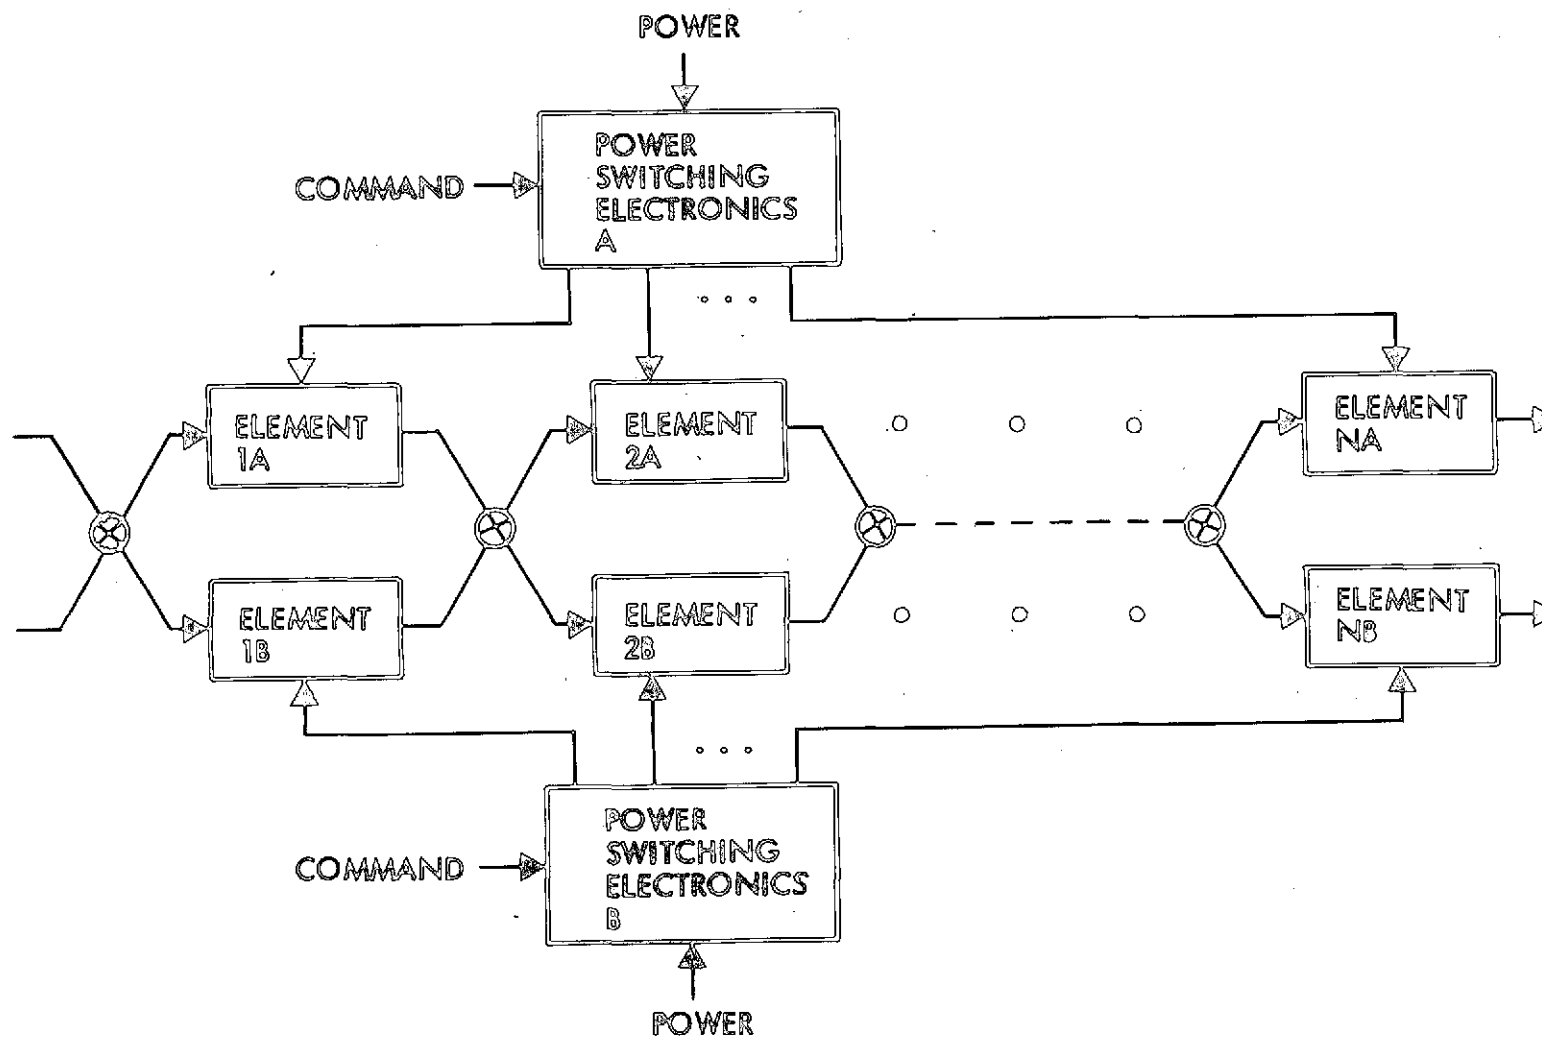 POWER
COMMAND
POWER
SWITCHING
ELECTRONICS
A
ELEMENT
1A
ELEMENT
2A
ELEMENT
NA
ELEMENT
1B
ELEMENT
2B
ELEMENT
NB
COMMAND
POWER
SWITCHING
ELECTRONICS
B
POWER